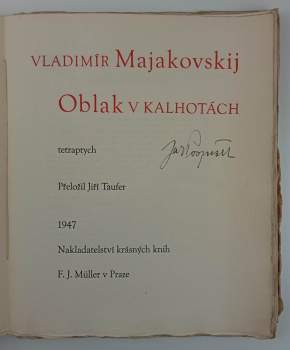 VLADIMÍR Majakovskij
Oblak V KALHOTÁCH
tetraptych
Přeložil Jiří Taufer
1947
Nakladatelství krásných knih
F. J. Müller v Praze